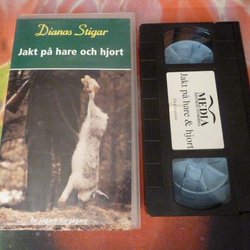 Dianas Stigar
Jakt på hare och hjort
Av jägare för jägare
MEDIA
Jakt på hare & hjort